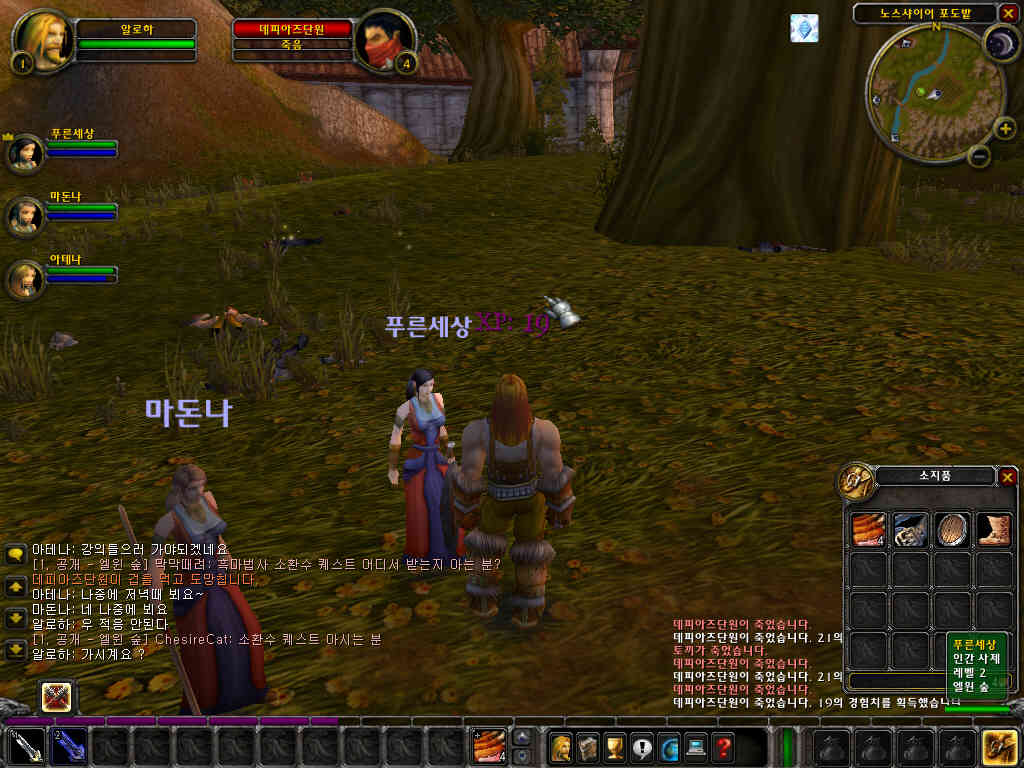 알로하
1
데피아즈단원
죽음
4
노스샤이어 포도밭
N
푸른세상
마돈나
아테나
푸른세상
XP: 19
마돈나
소지품
아테나: 강의들으러 가야되겠네요
[1. 공개 - 엘윈 숲] 막막때려: 흑마법사 소환수 퀘스트 어디서 받는지 아는 분?
데피아즈단원이 겁을 먹고 도망칩니다.
아테나: 나중에 저녁때 뵈요~
마돈나: 네 나중에 뵈요
알로하: 우 적응 안된다
[1. 공개 - 엘윈 숲] ChesireCat: 소환수 퀘스트 마시는 분
알로하: 가시게요 ?
데피아즈단원이 죽었습니다.
데피아즈단원이 죽었습니다. 21의
토끼가 죽었습니다.
데피아즈단원이 죽었습니다.
데피아즈단원이 죽었습니다. 21의
데피아즈단원이 죽었습니다.
데피아즈단원이 죽었습니다. 19의 경험치를 획득했습니다
푸른세상
인간 사제
레벨 2
엘윈 숲
2
4